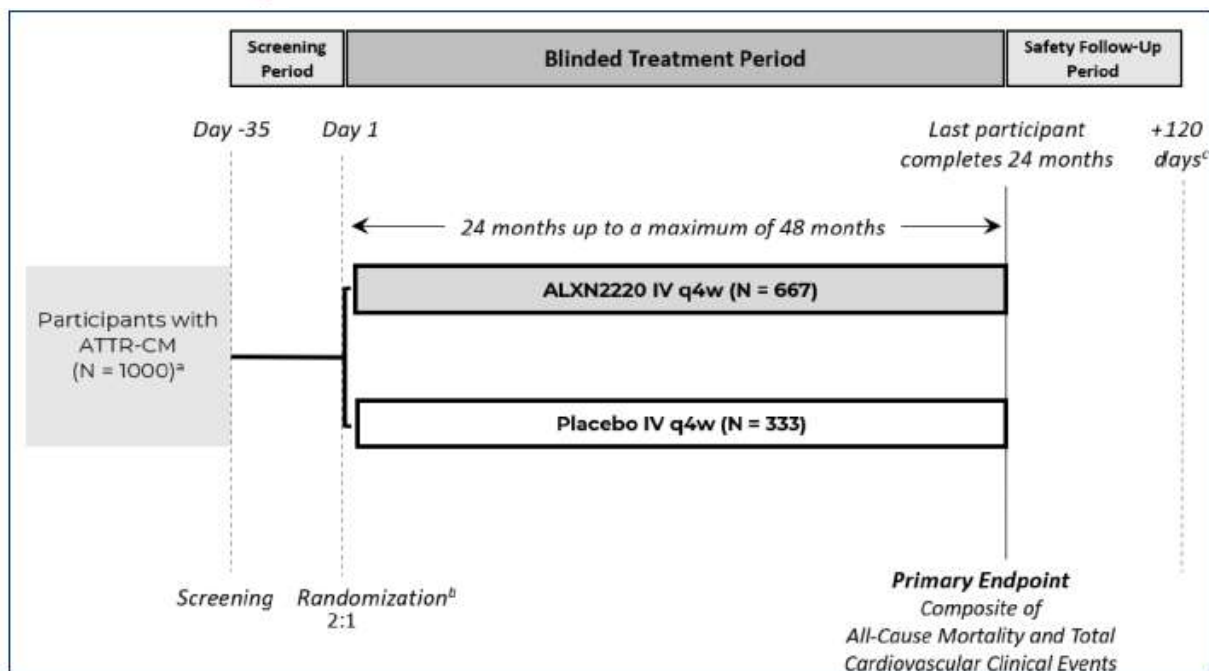 Screening
Period
Blinded Treatment Period
Safety Follow-Up
Period
Day -35
Day 1
Last participant
completes 24 months
+120
days^c
24 months up to a maximum of 48 months
ALXN2220 IV q4w (N = 667)
Participants with
ATTR-CM
(N = 1000)^a
Placebo IV q4w (N = 333)
Screening
Randomization^b
2:1
Primary Endpoint
Composite of
All-Cause Mortality and Total
Cardiovascular Clinical Events